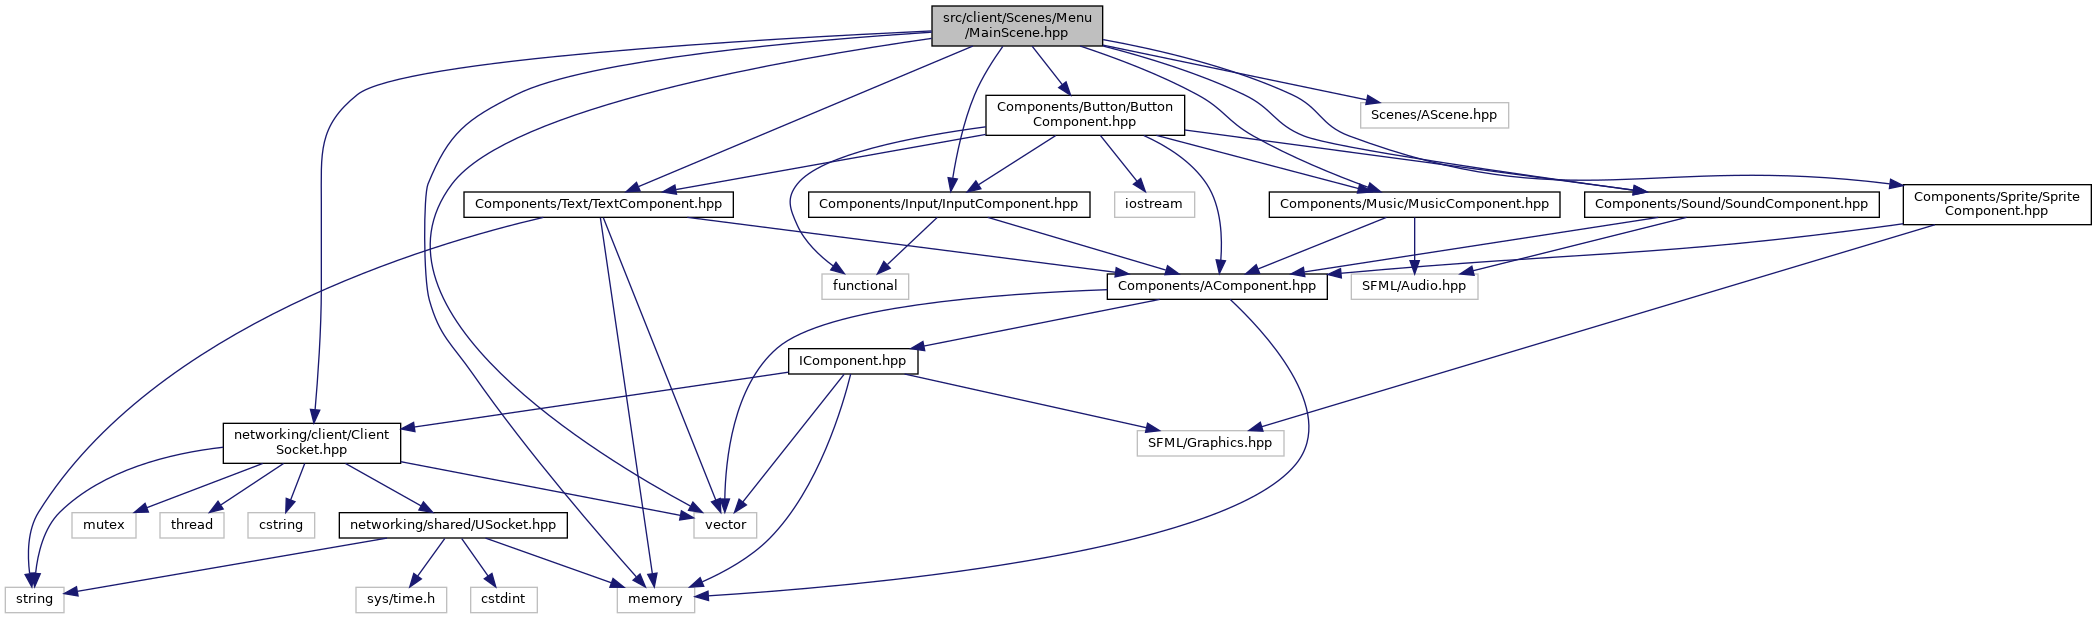 src/client/Scenes/Menu
/MainScene.hpp
Components/Button/Button
Component.hpp
Scenes/AScene.hpp
Components/Text/TextComponent.hpp
Components/Input/InputComponent.hpp
iostream
Components/Music/MusicComponent.hpp
Components/Sound/SoundComponent.hpp
Components/Sprite/Sprite
Component.hpp
functional
Components/AComponent.hpp
SFML/Audio.hpp
IComponent.hpp
networking/client/Client
Socket.hpp
SFML/Graphics.hpp
mutex
thread
cstring
networking/shared/USocket.hpp
vector
string
sys/time.h
cstdint
memory